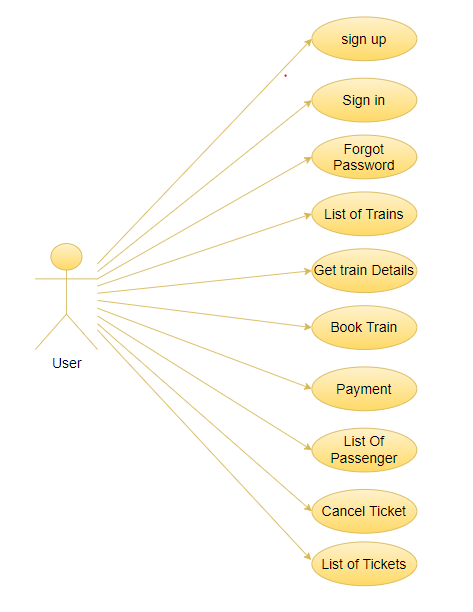 sign up
Sign in
Forgot
Password
List of Trains
Get train Details
Book Train
User
Payment
List Of
Passenger
Cancel Ticket
List of Tickets